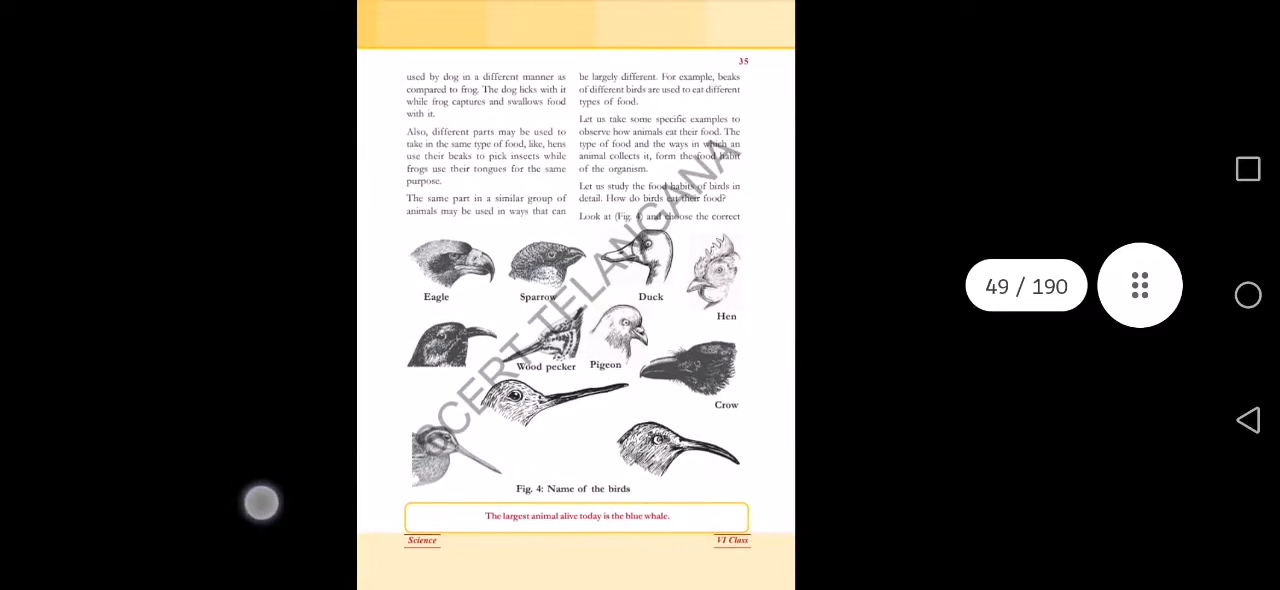 35
used by dog in a different manner as
compared to frog. The dog licks with it
while frog captures and swallows food
with it.
Also, different parts may be used to
take in the same type of food, like, hens
use their beaks to pick insects while
frogs use their tongues for the same
purpose.
The same part in a similar group of
animals may be used in ways that can
be largely different. For example, beaks
of different birds are used to eat different
types of food.
Let us take some specific examples to
observe how animals eat their food. The
type of food and the ways in which an
animal collects it, form the food habit
of the organism.
Let us study the food habits of birds in
detail. How do birds eat their food?
Look at (Fig. 4) and choose the correct
Eagle
Sparrow
Duck
Hen
Wood pecker
Pigeon
Crow
Fig. 4: Name of the birds
The largest animal alive today is the blue whale.
Science
VI Class
SCERT TELANGANA
49 / 190